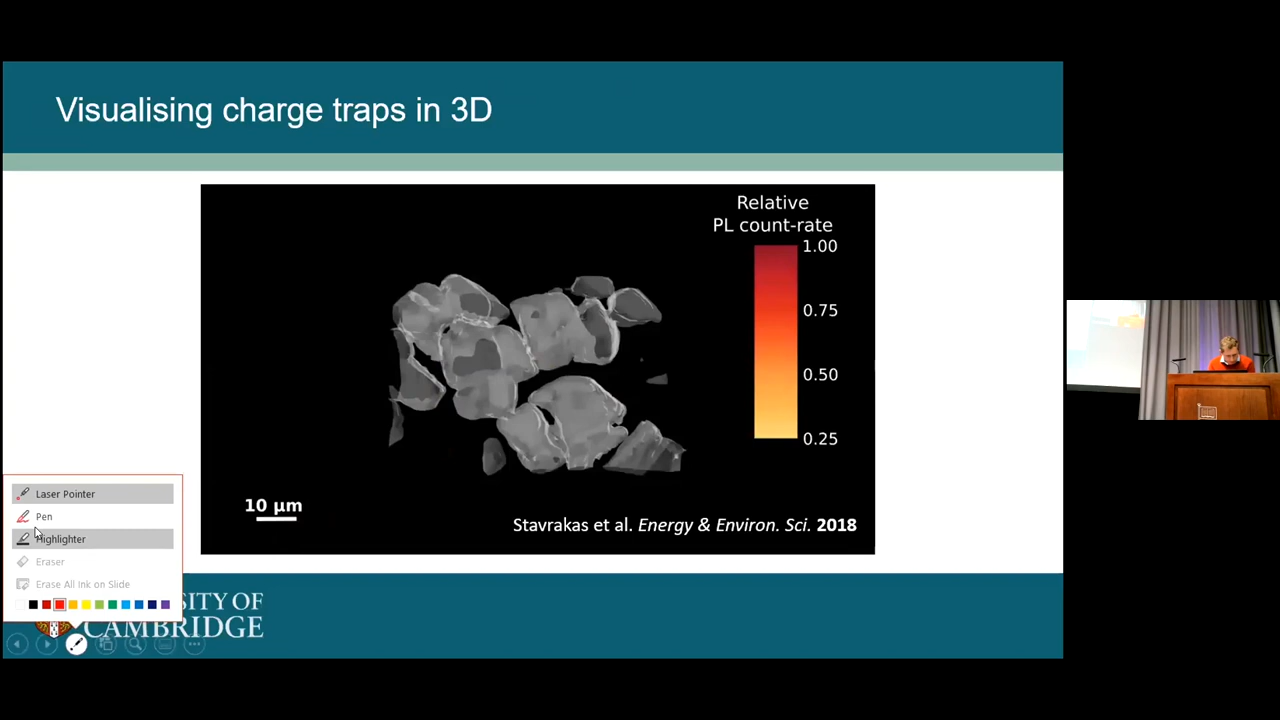 Visualising charge traps in 3D
Relative
PL count-rate
1.00
0.75
0.50
0.25
10 μm
Stavrakas et al. Energy & Environ. Sci. 2018
Laser Pointer
Pen
Highlighter
Eraser
Erase All Ink on Slide
SITY OF
CAMBRIDGE